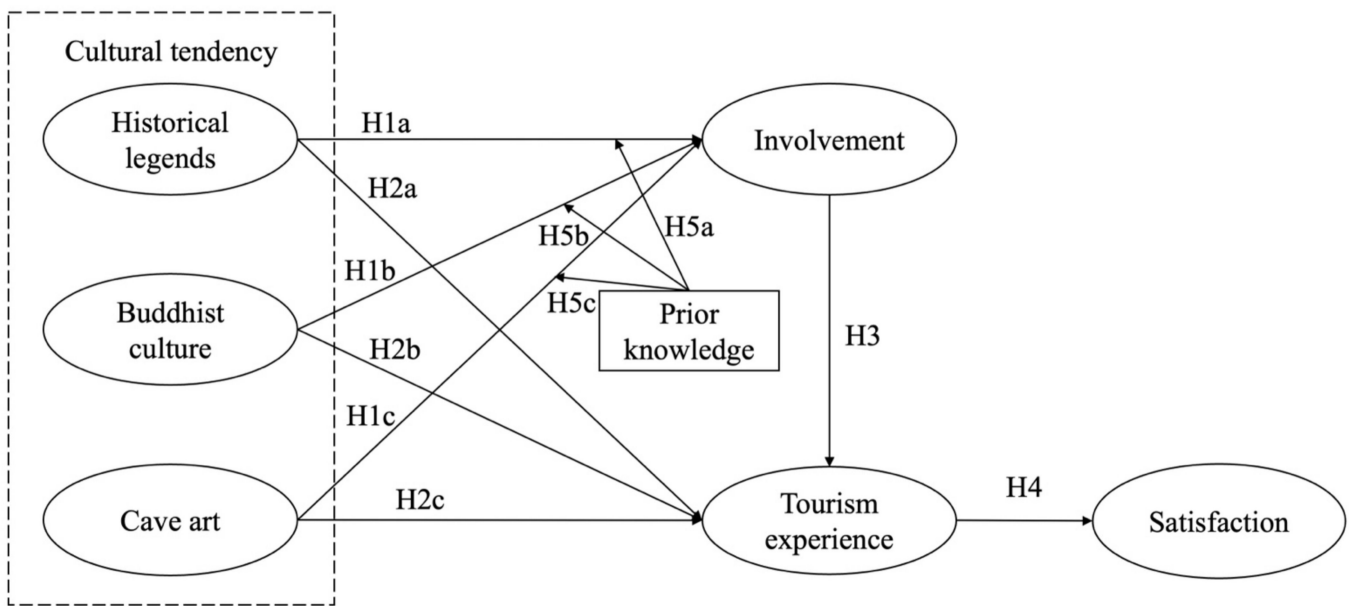 Cultural tendency
Historical
legends
H1a
Involvement
H2a
H5a
H5b
H1b
H5c
Buddhist
culture
Prior
knowledge
H2b
H3
H1c
Cave art
H2c
Tourism
experience
H4
Satisfaction